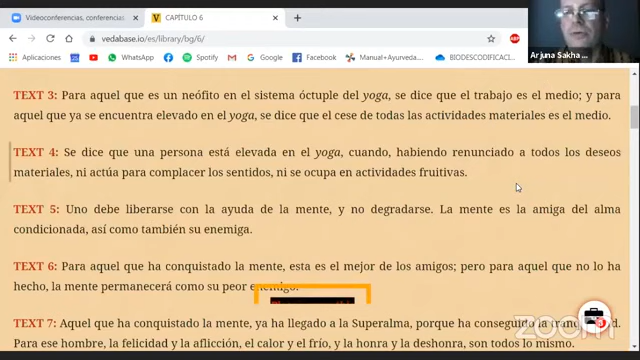 Videoconferencias, conferencias
CAPÍTULO 6
vedabase.io/es/library/bg/6/
ABP
Aplicaciones
YouTube
WhatsApp
Spotify
Google
Facebook
Manual+Ayurveda...
BIODESCODIFICACI...
Arjuna Sakha
TEXT 3: Para aquel que es un neófito en el sistema óctuple del yoga, se dice que el trabajo es el medio; y para
aquel que ya se encuentra elevado en el yoga, se dice que el cese de todas las actividades materiales es el medio.
TEXT 4: Se dice que una persona está elevada en el yoga, cuando, habiendo renunciado a todos los deseos
materiales, ni actúa para complacer los sentidos, ni se ocupa en actividades fruitivas.
TEXT 5: Uno debe liberarse con la ayuda de la mente, y no degradarse. La mente es la amiga del alma
condicionada, así como también su enemiga.
TEXT 6: Para aquel que ha conquistado la mente, esta es el mejor de los amigos; pero para aquel que no lo ha
hecho, la mente permanecerá como su peor enemigo.
TEXT 7: Aquel que ha conquistado la mente, ya ha llegado a la Superalma, porque ha conseguido la tranquilidad.
Para ese hombre, la felicidad y la aflicción, el calor y el frío, y la honra y la deshonra, son todos lo mismo.
zoom